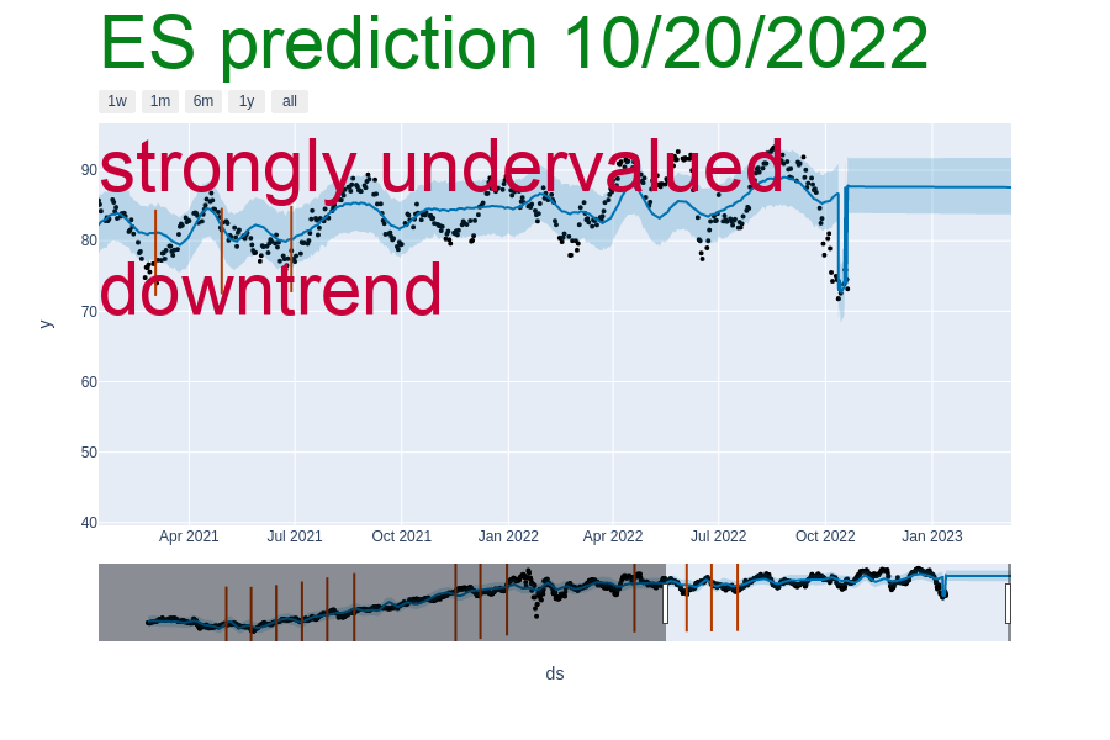 ES prediction 10/20/2022
1w 1m 6m 1y all
strongly undervalued
downtrend
90
80
70
60
50
40
y
Apr 2021 Jul 2021 Oct 2021 Jan 2022 Apr 2022 Jul 2022 Oct 2022 Jan 2023
ds